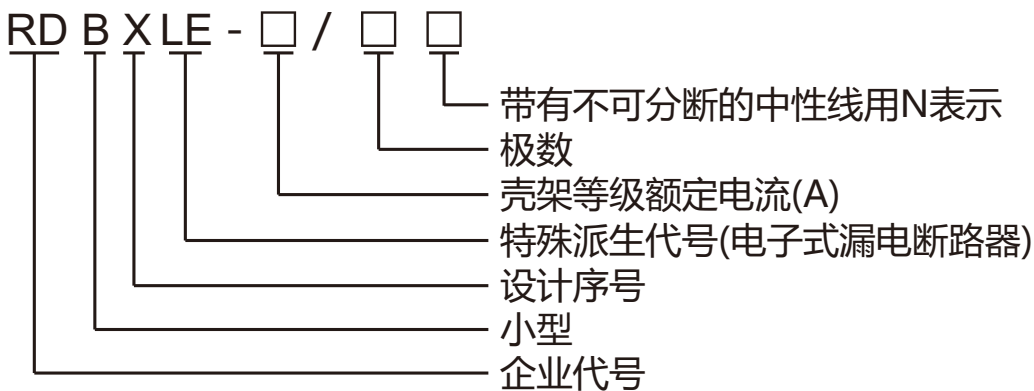 RD B X LE - □ / □ □
带有不可分断的中性线用N表示
极数
壳架等级额定电流(A)
特殊派生代号(电子式漏电断路器)
设计序号
小型
企业代号